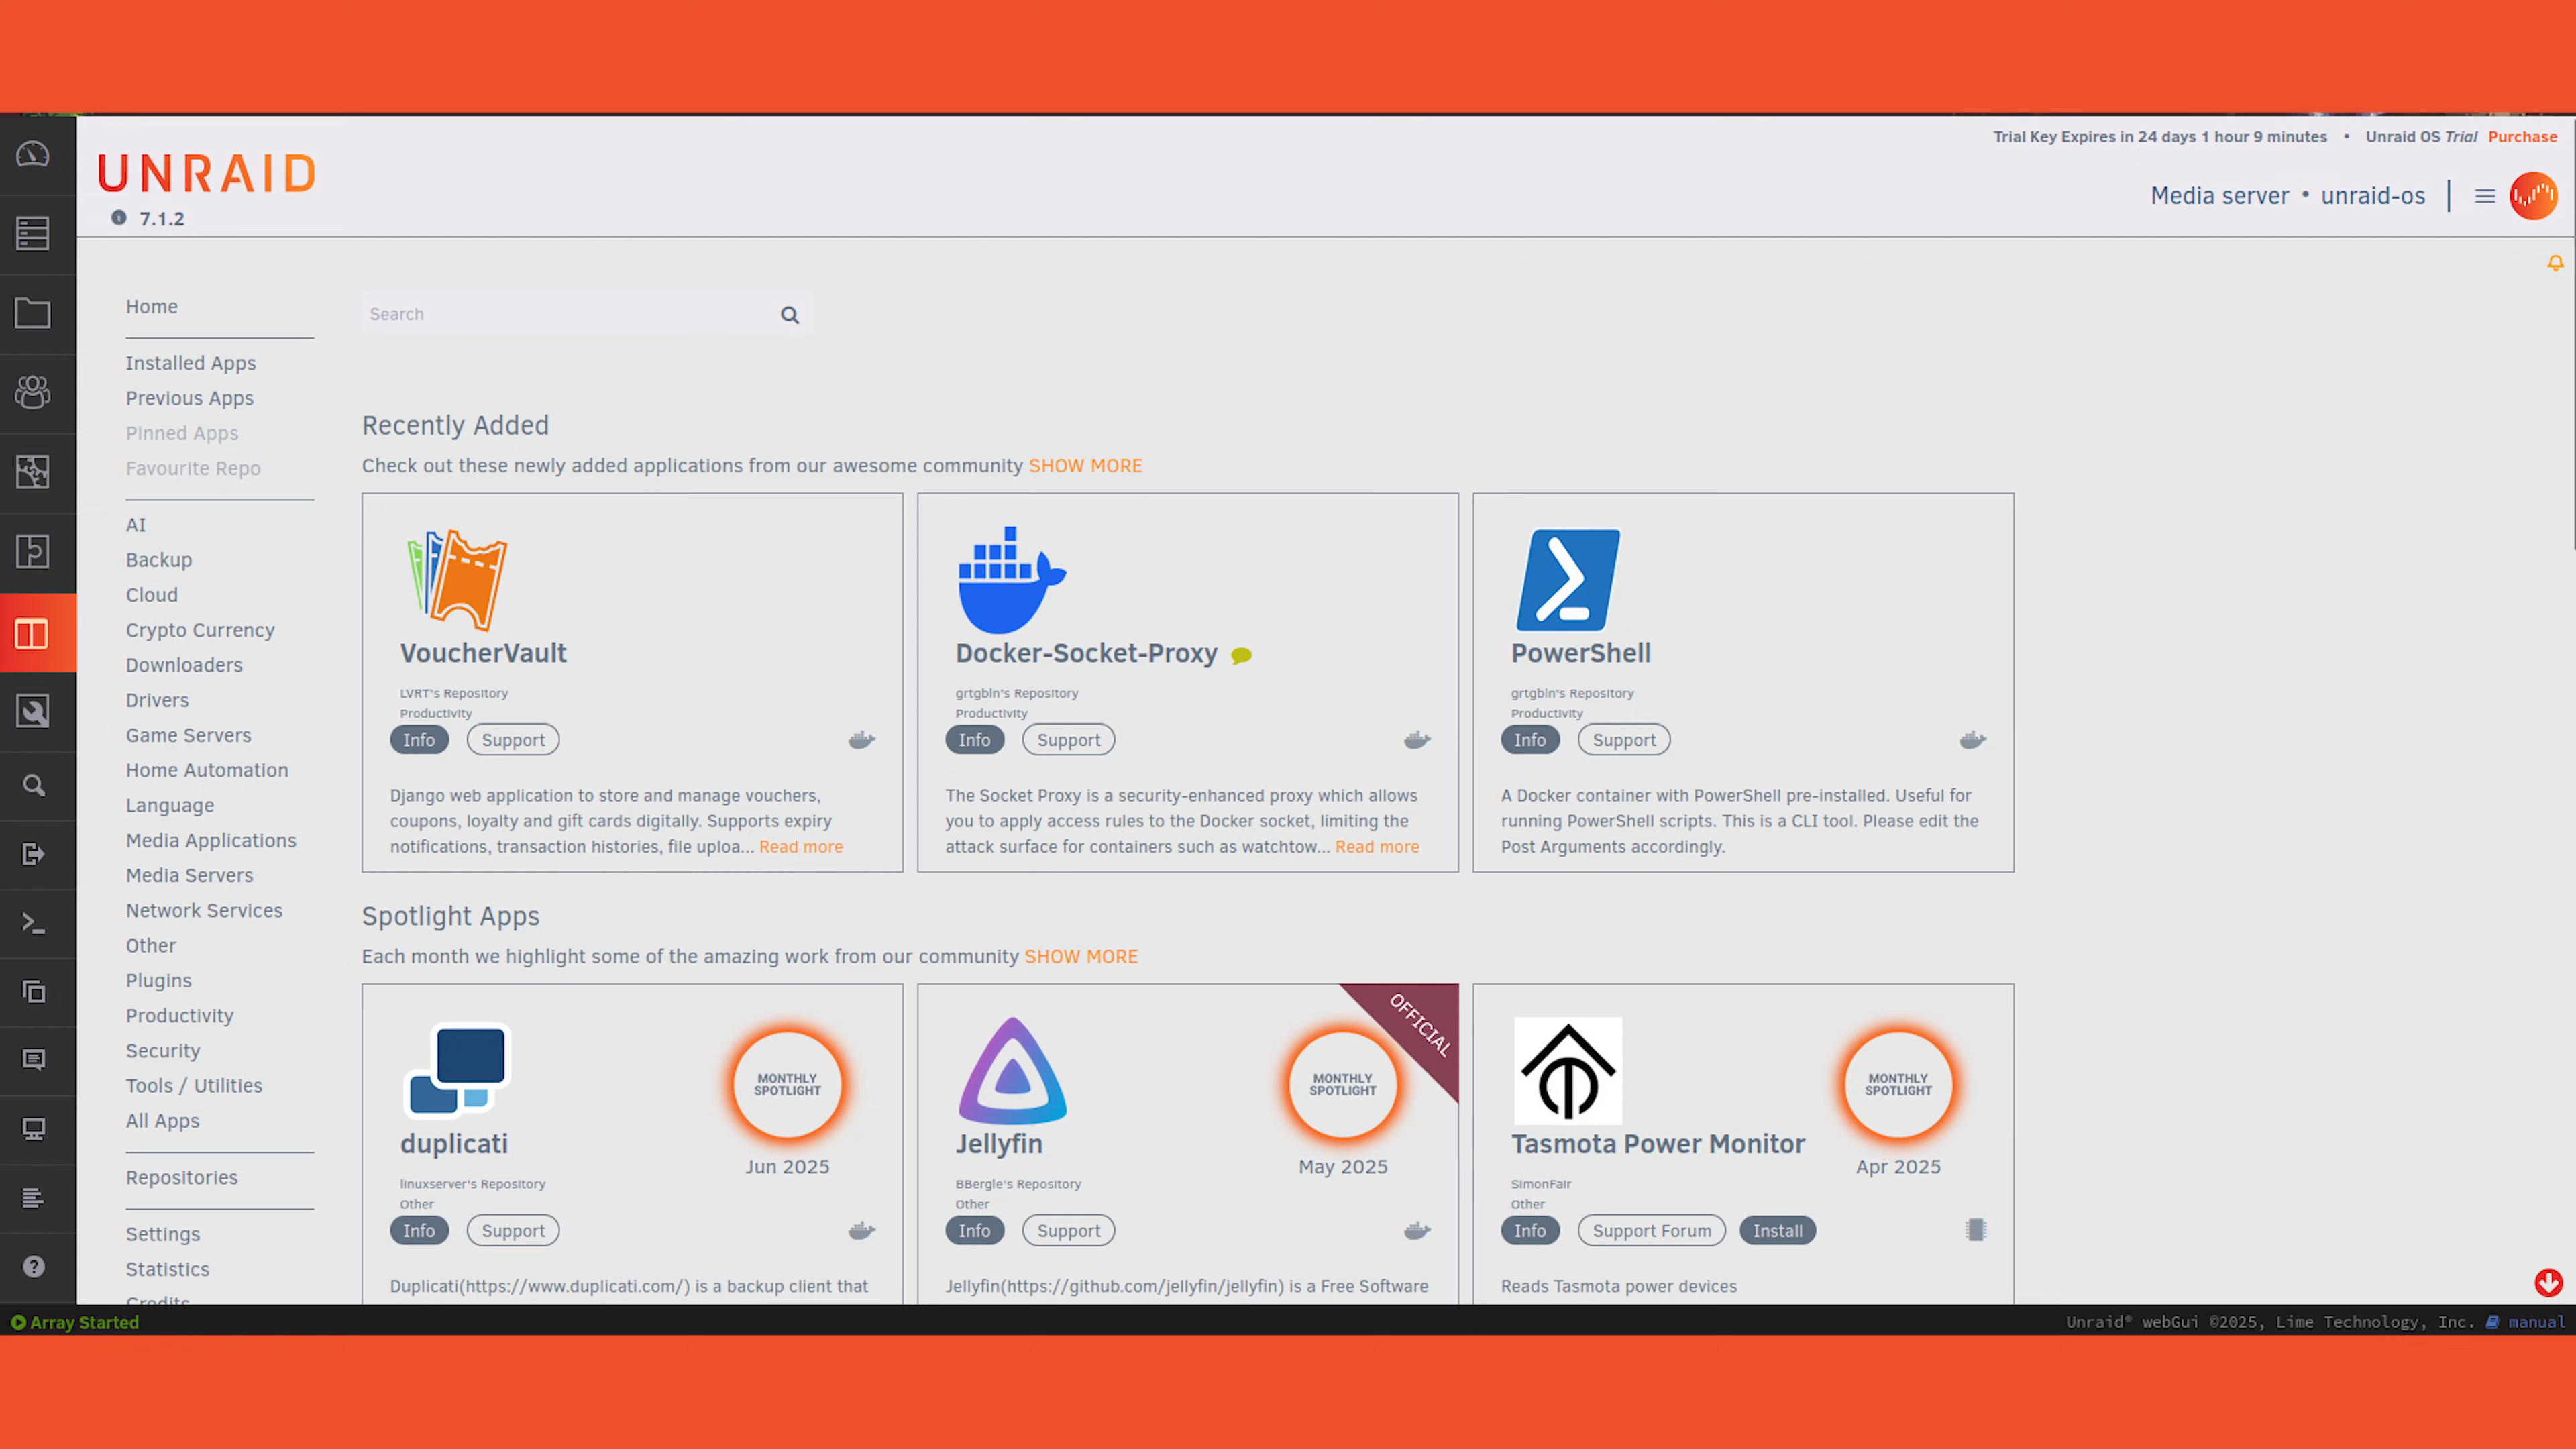 Trial Key Expires in 24 days 1 hour 9 minutes • Unraid OS Trial Purchase
UNRAID
7.1.2
Media server • unraid-os
Home
Search
Installed Apps
Previous Apps
Pinned Apps
Favourite Repo
AI
Backup
Cloud
Crypto Currency
Downloaders
Drivers
Game Servers
Home Automation
Language
Media Applications
Media Servers
Network Services
Other
Plugins
Productivity
Security
Tools / Utilities
All Apps
Repositories
Settings
Statistics
Credits
Recently Added
Check out these newly added applications from our awesome community SHOW MORE
VoucherVault
LVRT's Repository
Productivity
Info Support
Django web application to store and manage vouchers,
coupons, loyalty and gift cards digitally. Supports expiry
notifications, transaction histories, file uploa... Read more
Docker-Socket-Proxy
grtgbln's Repository
Productivity
Info Support
The Socket Proxy is a security-enhanced proxy which allows
you to apply access rules to the Docker socket, limiting the
attack surface for containers such as watchtow... Read more
PowerShell
grtgbln's Repository
Productivity
Info Support
A Docker container with PowerShell pre-installed. Useful for
running PowerShell scripts. This is a CLI tool. Please edit the
Post Arguments accordingly.
Spotlight Apps
Each month we highlight some of the amazing work from our community SHOW MORE
MONTHLY
SPOTLIGHT
duplicati
Jun 2025
linuxserver's Repository
Other
Info Support
Duplicati(https://www.duplicati.com/) is a backup client that
OFFICIAL
MONTHLY
SPOTLIGHT
Jellyfin
May 2025
BBergle's Repository
Other
Info Support
Jellyfin(https://github.com/jellyfin/jellyfin) is a Free Software
MONTHLY
SPOTLIGHT
Tasmota Power Monitor
Apr 2025
SimonFair
Other
Info Support Forum Install
Reads Tasmota power devices
Array Started
Unraid® webGui ©2025, Lime Technology, Inc. manual